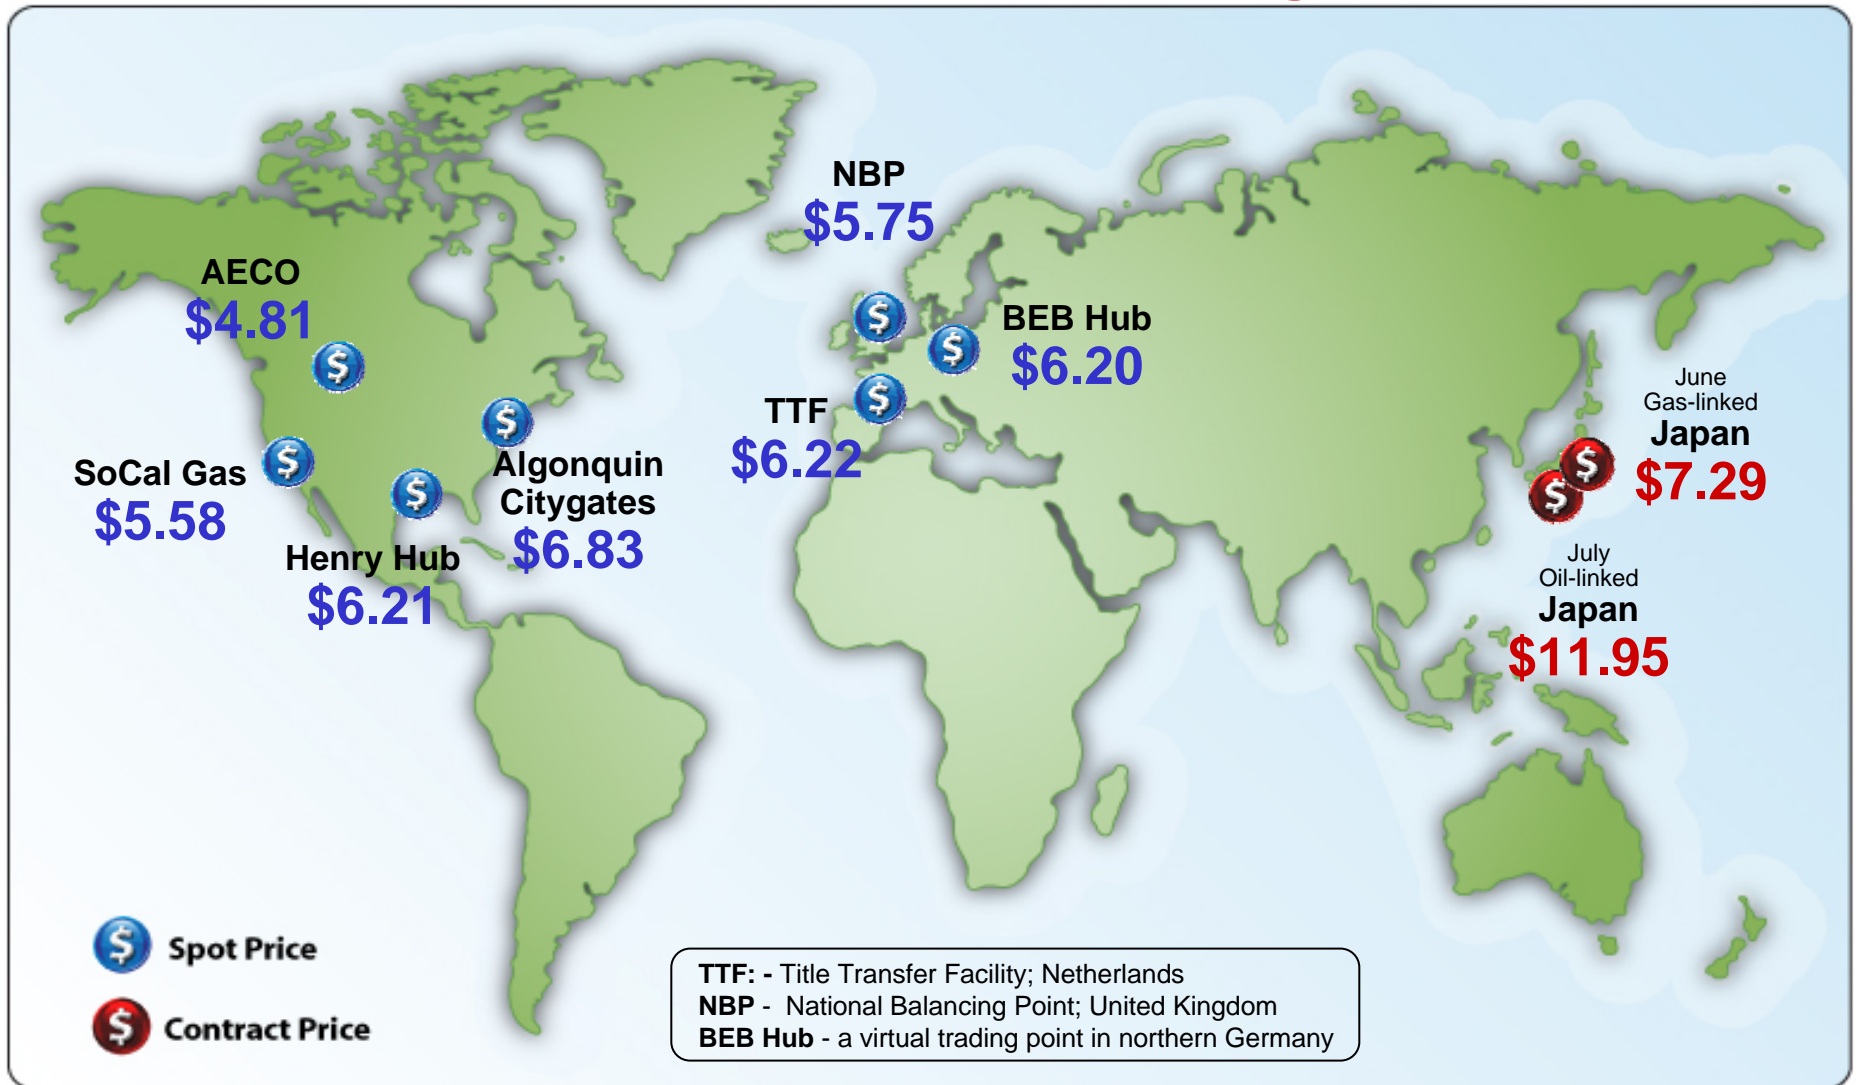 NBP
$5.75
AECO
$4.81
BEB Hub
$6.20
June
Gas-linked
Japan
$7.29
TTF
$6.22
SoCal Gas
$5.58
Algonquin
Citygates
$6.83
Henry Hub
$6.21
July
Oil-linked
Japan
$11.95
Spot Price
Contract Price
TTF: - Title Transfer Facility; Netherlands
NBP - National Balancing Point; United Kingdom
BEB Hub - a virtual trading point in northern Germany